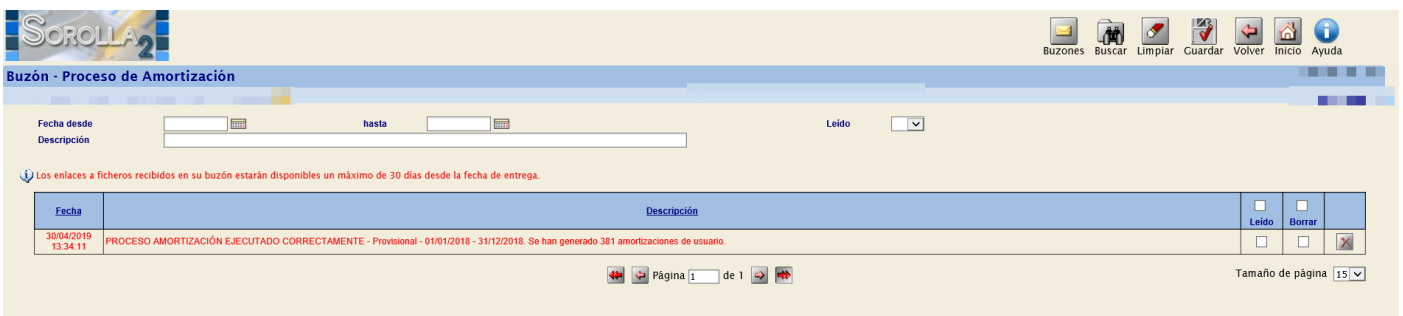 SOROLLA2
Buzones Buscar Limpiar Guardar Volver Inicio Ayuda
Buzón - Proceso de Amortización
Fecha desde hasta Leído
Descripción
Los enlaces a ficheros recibidos en su buzón estarán disponibles un máximo de 30 días desde la fecha de entrega.
Fecha Descripción Leído Borrar
30/04/2019
13:34:11
PROCESO AMORTIZACIÓN EJECUTADO CORRECTAMENTE - Provisional - 01/01/2018 - 31/12/2018. Se han generado 381 amortizaciones de usuario.
Página 1 de 1
Tamaño de página 15